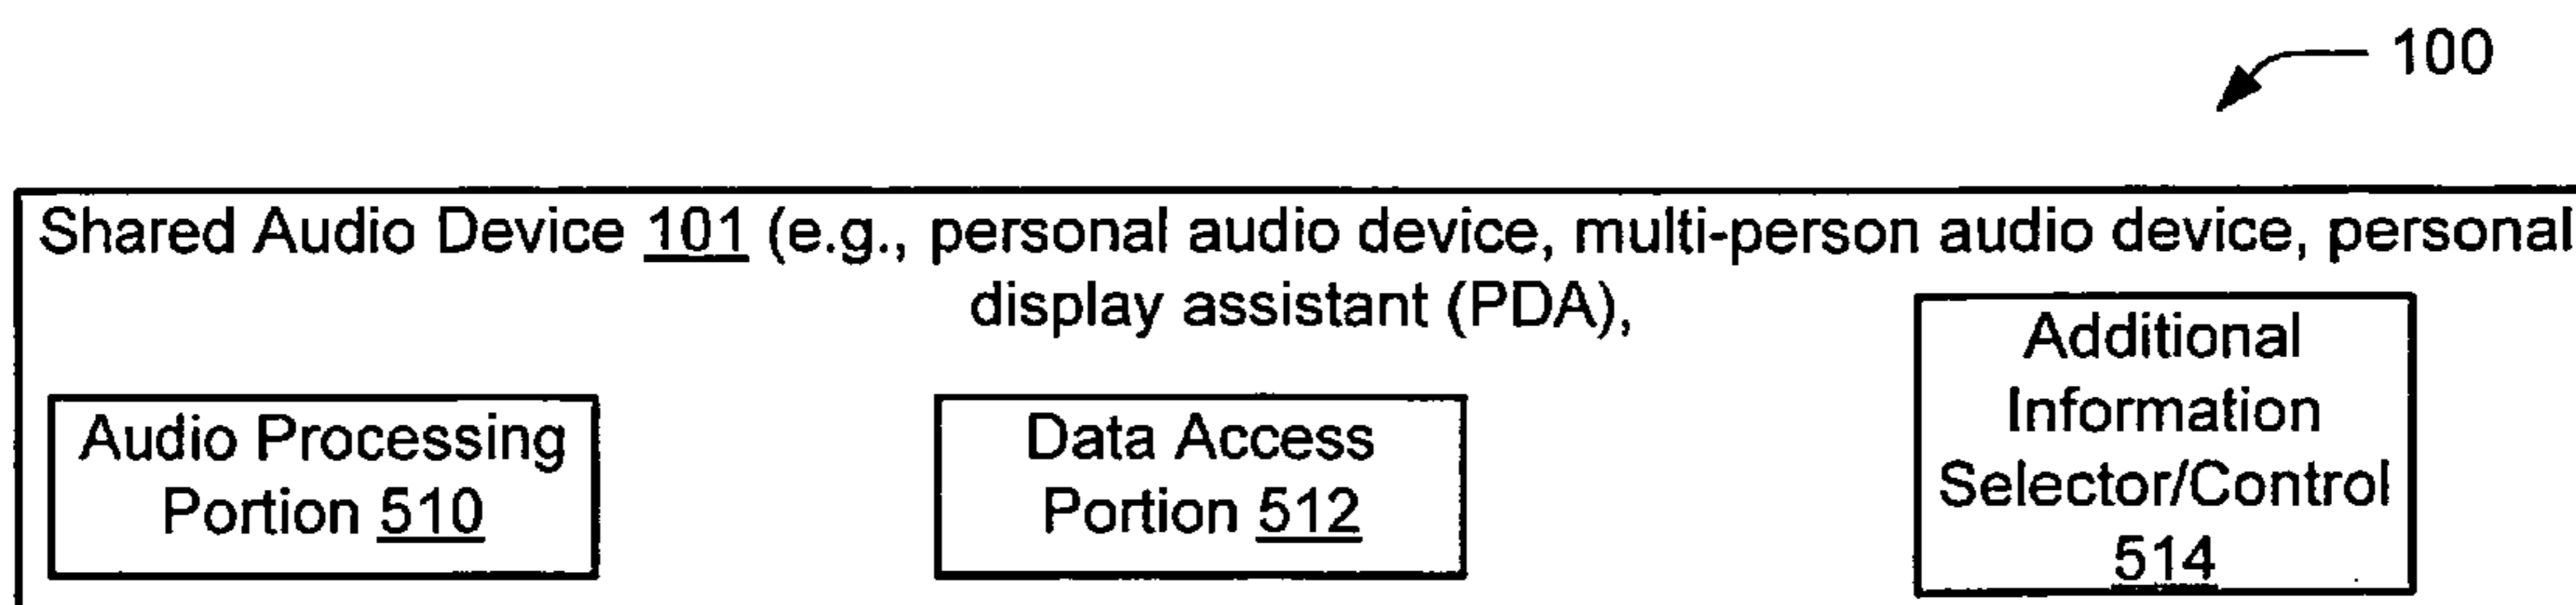 100
Shared Audio Device 101 (e.g., personal audio device, multi-person audio device, personal
display assistant (PDA),
Audio Processing
Portion 510
Data Access
Portion 512
Additional
Information
Selector/Control
514